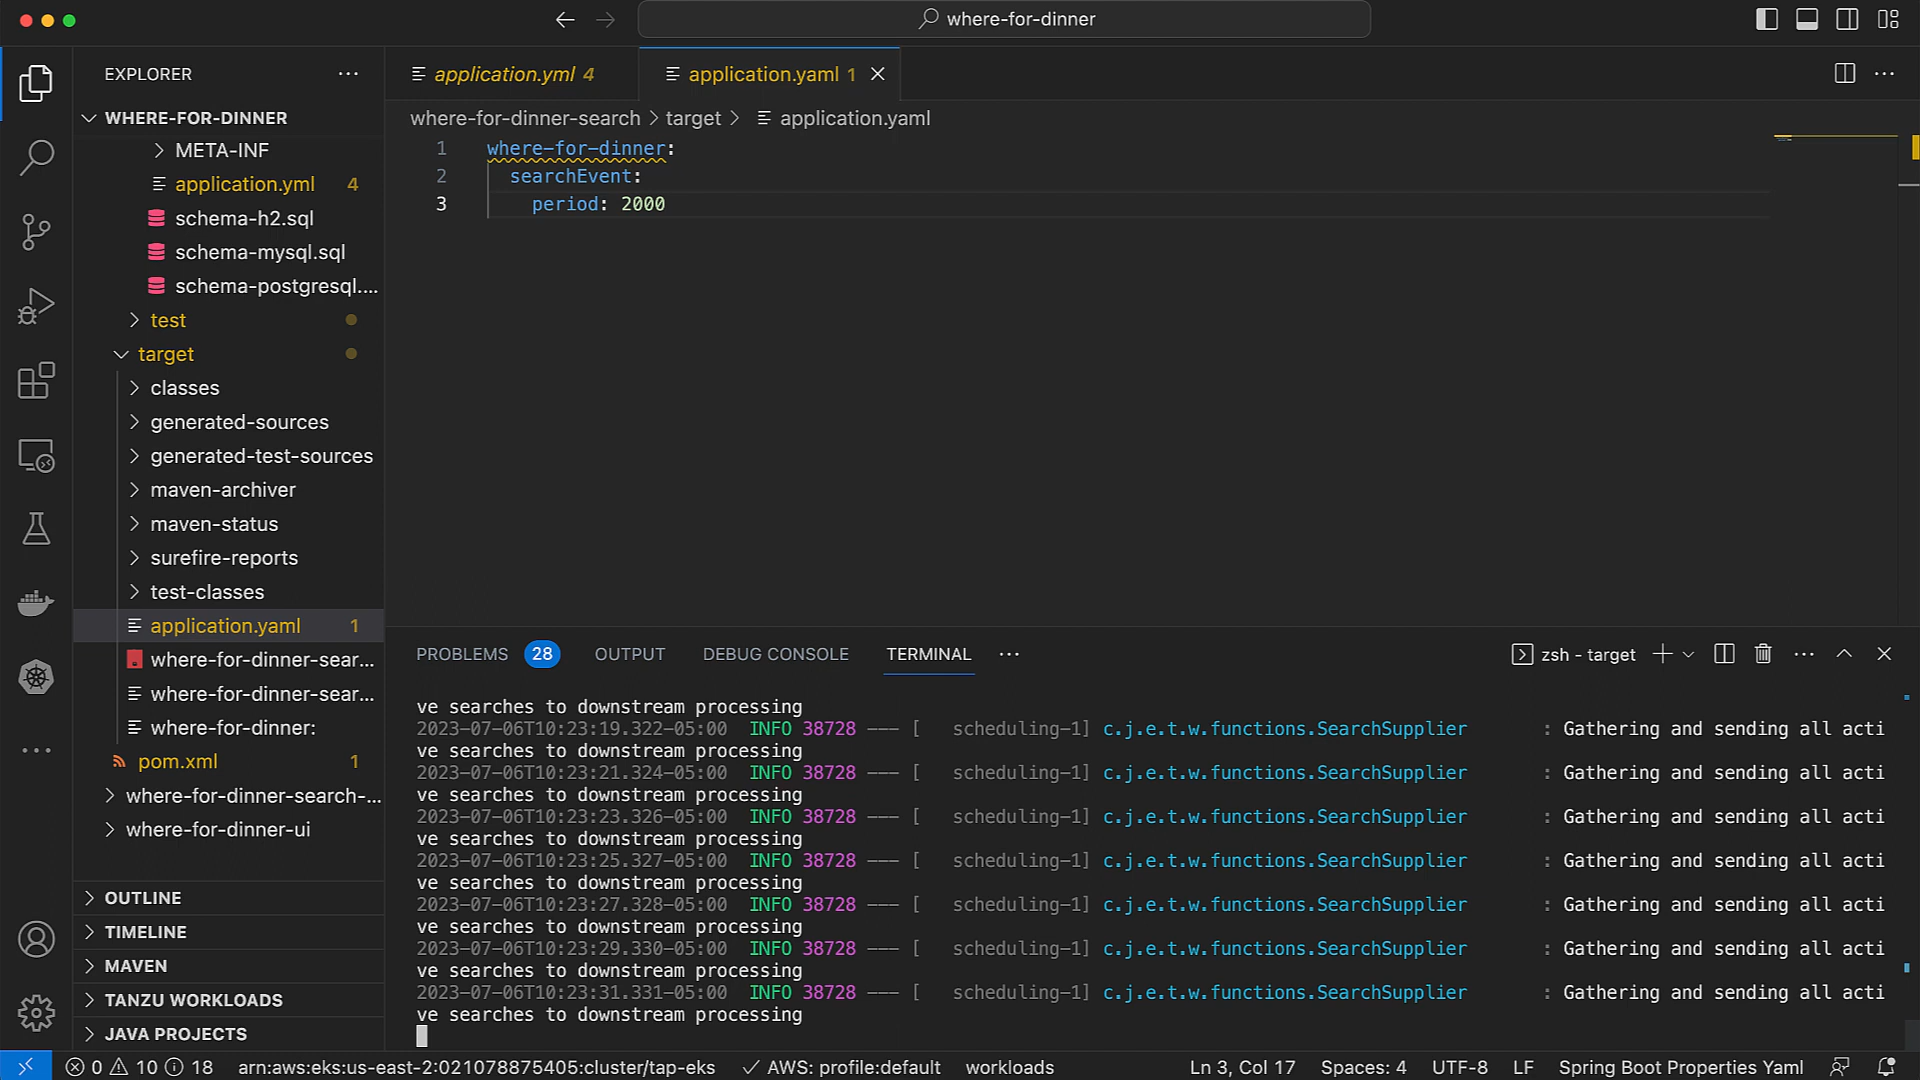 where-for-dinner
EXPLORER
WHERE-FOR-DINNER
META-INF
application.yml 4
schema-h2.sql
schema-mysql.sql
schema-postgresql....
test
target
classes
generated-sources
generated-test-sources
maven-archiver
maven-status
surefire-reports
test-classes
application.yaml 1
where-for-dinner-sear...
where-for-dinner-sear...
where-for-dinner:
pom.xml 1
where-for-dinner-search-...
where-for-dinner-ui
OUTLINE
TIMELINE
MAVEN
TANZU WORKLOADS
JAVA PROJECTS
application.yml 4
application.yaml 1
where-for-dinner-search > target > application.yaml
1 where-for-dinner:
2 searchEvent:
3 period: 2000
PROBLEMS 28 OUTPUT DEBUG CONSOLE TERMINAL ... zsh - target
ve searches to downstream processing
2023-07-06T10:23:19.322-05:00 INFO 38728 --- [ scheduling-1] c.j.e.t.w.functions.SearchSupplier : Gathering and sending all acti
ve searches to downstream processing
2023-07-06T10:23:21.324-05:00 INFO 38728 --- [ scheduling-1] c.j.e.t.w.functions.SearchSupplier : Gathering and sending all acti
ve searches to downstream processing
2023-07-06T10:23:23.326-05:00 INFO 38728 --- [ scheduling-1] c.j.e.t.w.functions.SearchSupplier : Gathering and sending all acti
ve searches to downstream processing
2023-07-06T10:23:25.327-05:00 INFO 38728 --- [ scheduling-1] c.j.e.t.w.functions.SearchSupplier : Gathering and sending all acti
ve searches to downstream processing
2023-07-06T10:23:27.328-05:00 INFO 38728 --- [ scheduling-1] c.j.e.t.w.functions.SearchSupplier : Gathering and sending all acti
ve searches to downstream processing
2023-07-06T10:23:29.330-05:00 INFO 38728 --- [ scheduling-1] c.j.e.t.w.functions.SearchSupplier : Gathering and sending all acti
ve searches to downstream processing
2023-07-06T10:23:31.331-05:00 INFO 38728 --- [ scheduling-1] c.j.e.t.w.functions.SearchSupplier : Gathering and sending all acti
ve searches to downstream processing
0 10 18 arn:aws:eks:us-east-2:021078875405:cluster/tap-eks AWS: profile:default workloads Ln 3, Col 17 Spaces: 4 UTF-8 LF Spring Boot Properties Yaml